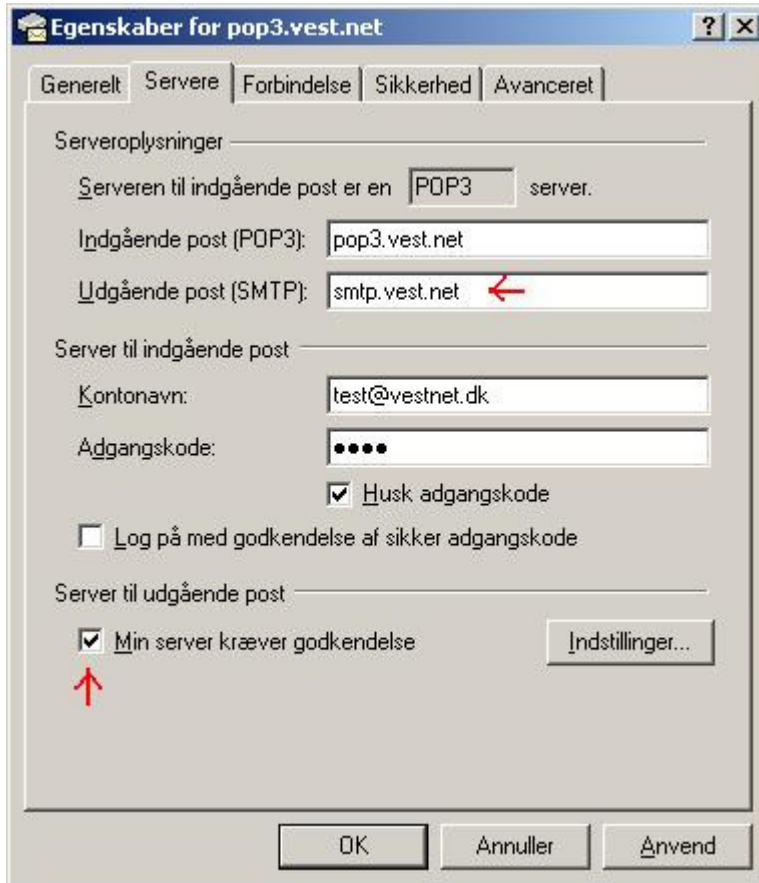 Egenskaber for pop3.vest.net
Generelt Servere Forbindelse Sikkerhed Avanceret
Serveroplysninger
Serveren til indgående post er en POP3 server.
Indgående post (POP3): pop3.vest.net
Udgående post (SMTP): smtp.vest.net
Server til indgående post
Kontonavn: test@vestnet.dk
Adgangskode: ●●●●
Husk adgangskode
Log på med godkendelse af sikker adgangskode
Server til udgående post
Min server kræver godkendelse Indstillinger...
OK Annuller Anvend